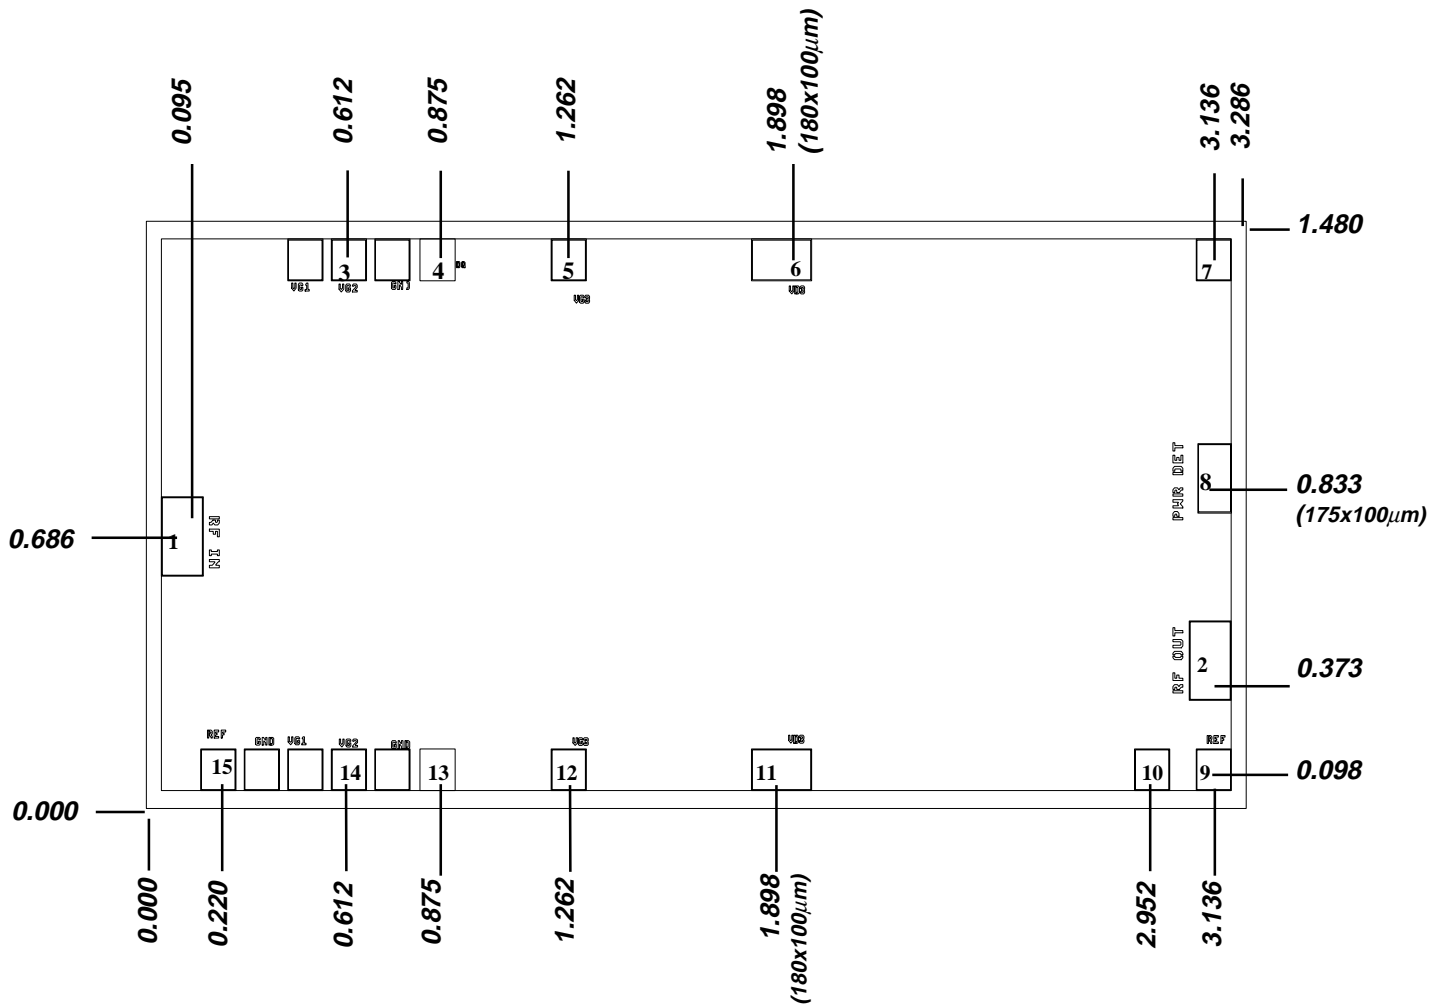 0.095
0.612
0.875
1.262
1.898
(180x100μm)
3.136
3.286
1.480
3
4
5
6
7
VG1
VG2
VG3
VD3
PWR DET
8
0.833
(175x100μm)
0.686
1
RF IN
RF OUT
2
0.373
REF
GND
VG1
VG2
GND
VG3
VD3
REF
15
14
13
12
11
10
9
0.098
0.000
0.000
0.220
0.612
0.875
1.262
1.898
(180x100μm)
2.952
3.136